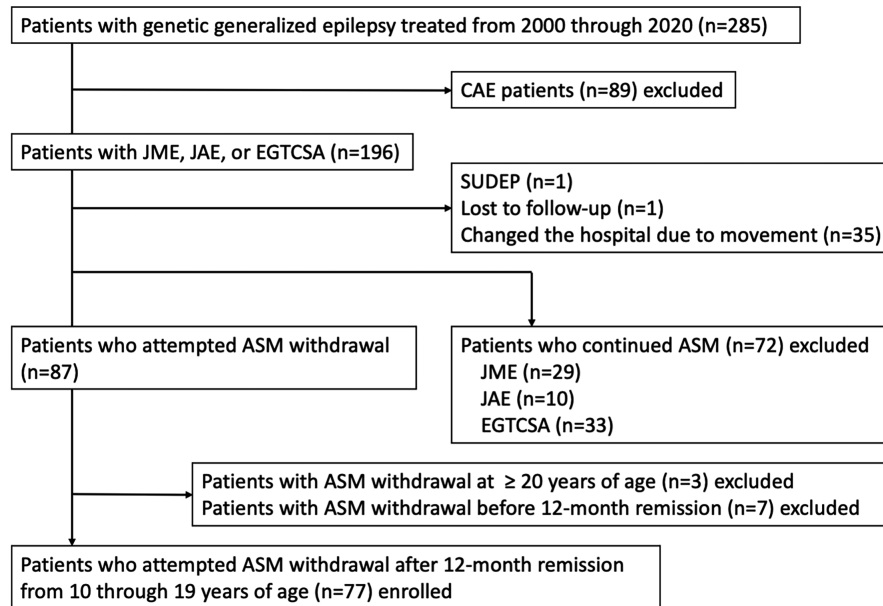 Patients with genetic generalized epilepsy treated from 2000 through 2020 (n=285)
CAE patients (n=89) excluded
Patients with JME, JAE, or EGTCSA (n=196)
SUDEP (n=1)
Lost to follow-up (n=1)
Changed the hospital due to movement (n=35)
Patients who attempted ASM withdrawal
(n=87)
Patients who continued ASM (n=72) excluded
JME (n=29)
JAE (n=10)
EGTCSA (n=33)
Patients with ASM withdrawal at ≥ 20 years of age (n=3) excluded
Patients with ASM withdrawal before 12-month remission (n=7) excluded
Patients who attempted ASM withdrawal after 12-month remission
from 10 through 19 years of age (n=77) enrolled